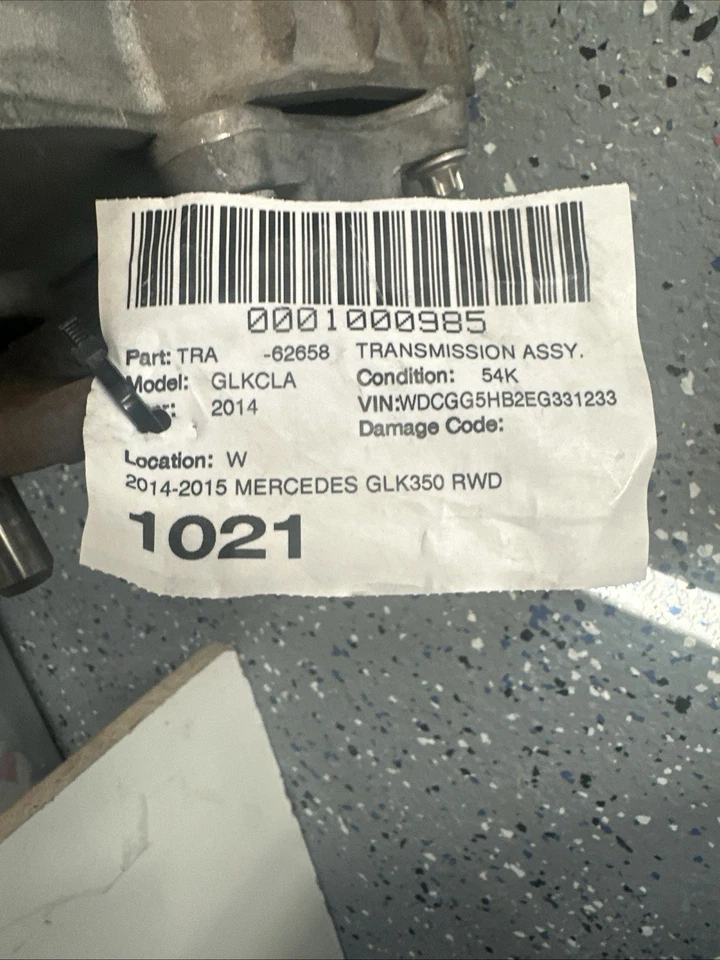 0001000985
Part: TRA -62658 TRANSMISSION ASSY.
Model: GLKCLA Condition: 54K
2014 VIN:WDCGG5HB2EG331233
Damage Code:
Location: W
2014-2015 MERCEDES GLK350 RWD
1021